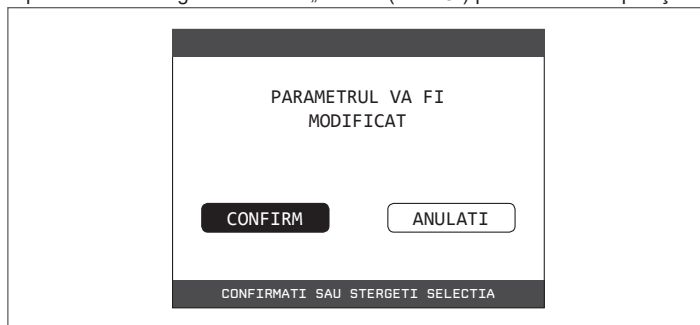 PARAMETRUL VA FI
MODIFICAT
CONFIRM
ANULATI
CONFIRMATI SAU STERGETI SELECTIA